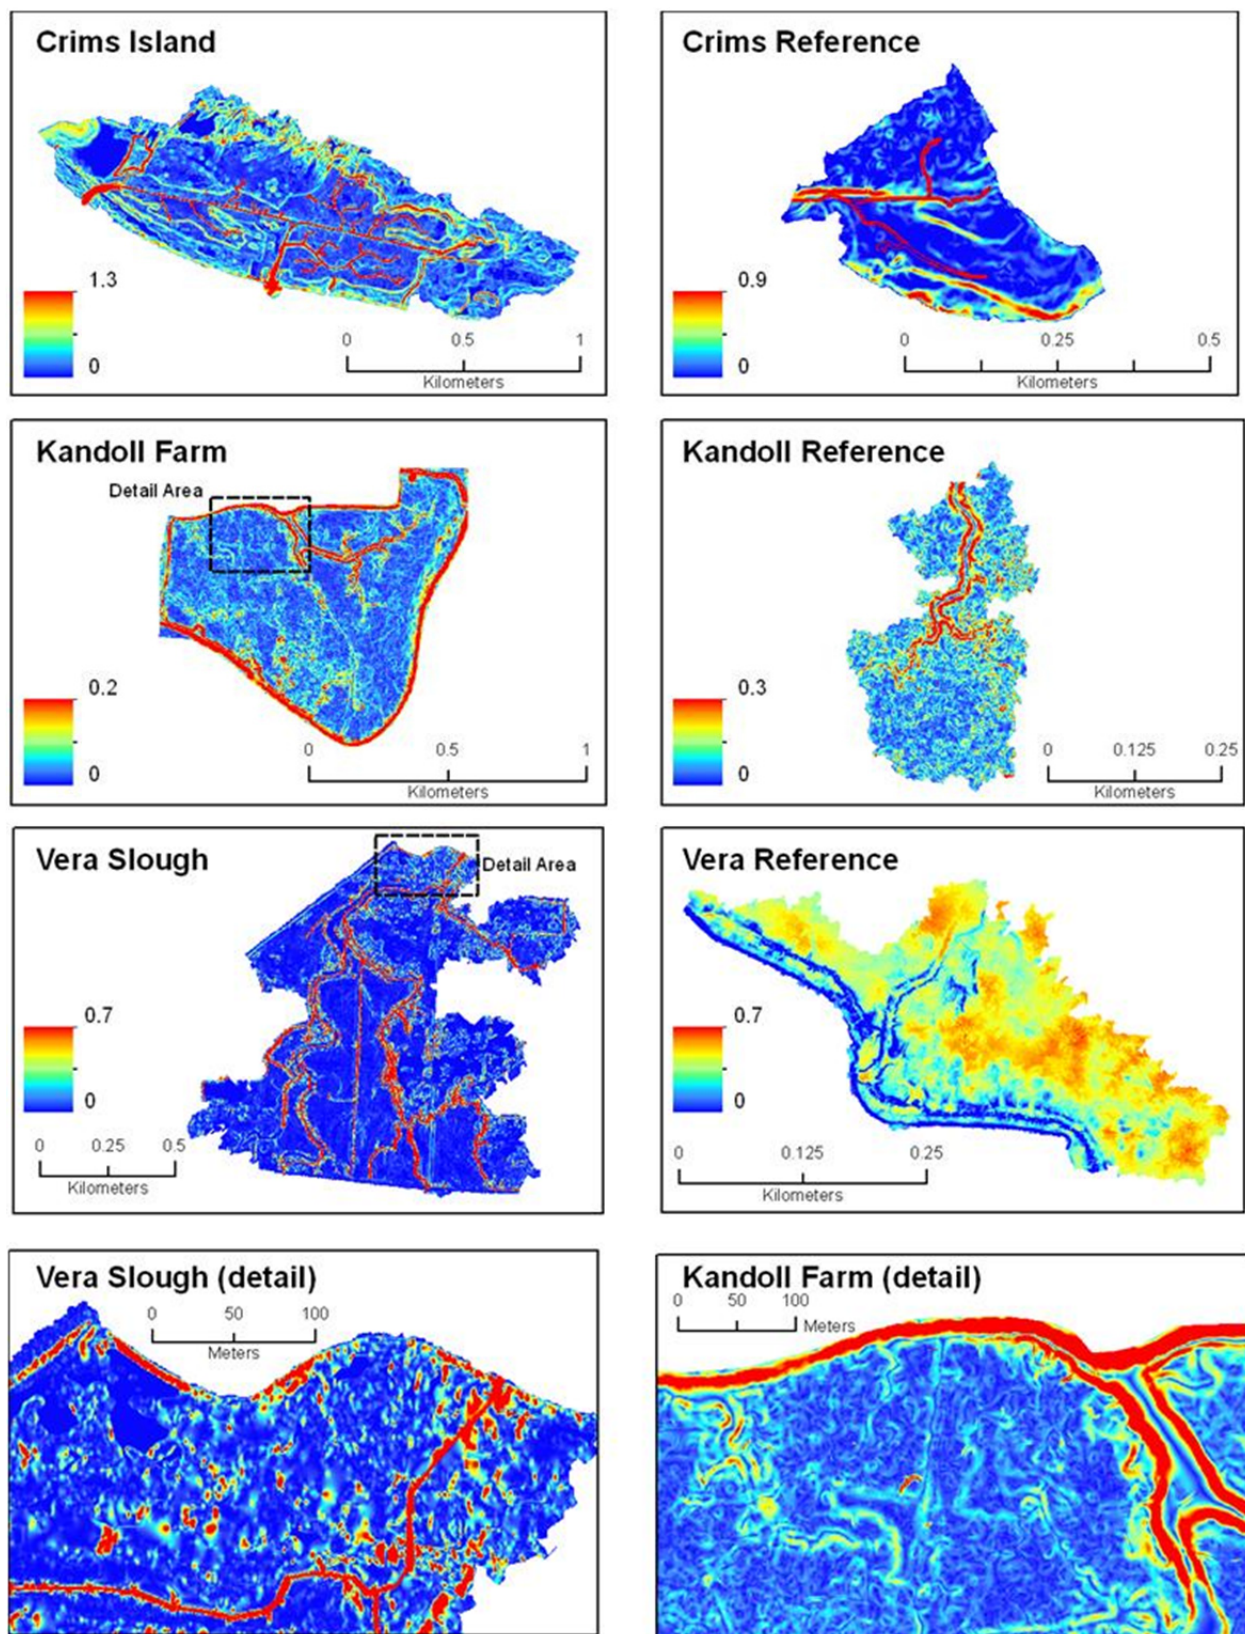 Crims Island
1.3
0
0 0.5 1
Kilometers
Crims Reference
0.9
0
0 0.25 0.5
Kilometers
Kandoll Farm
Detail Area
0.2
0
0 0.5 1
Kilometers
Kandoll Reference
0.3
0
0 0.125 0.25
Kilometers
Vera Slough
Detail Area
0.7
0
0 0.25 0.5
Kilometers
Vera Reference
0.7
0
0 0.125 0.25
Kilometers
Vera Slough (detail)
0 50 100
Meters
Kandoll Farm (detail)
0 50 100
Meters